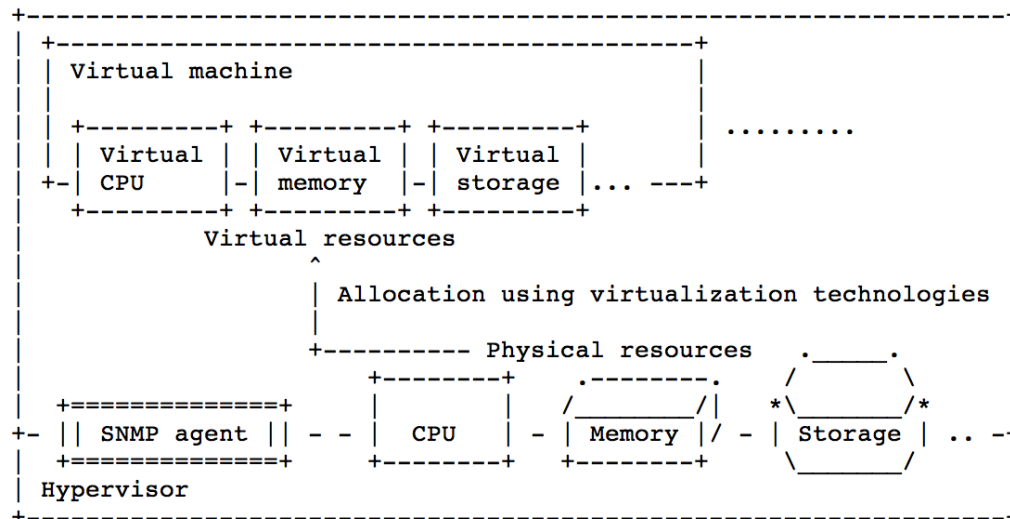 Virtual machine
.........
Virtual Virtual Virtual
CPU memory storage ...
Virtual resources
Allocation using virtualization technologies
Physical resources
SNMP agent CPU Memory Storage ..
Hypervisor